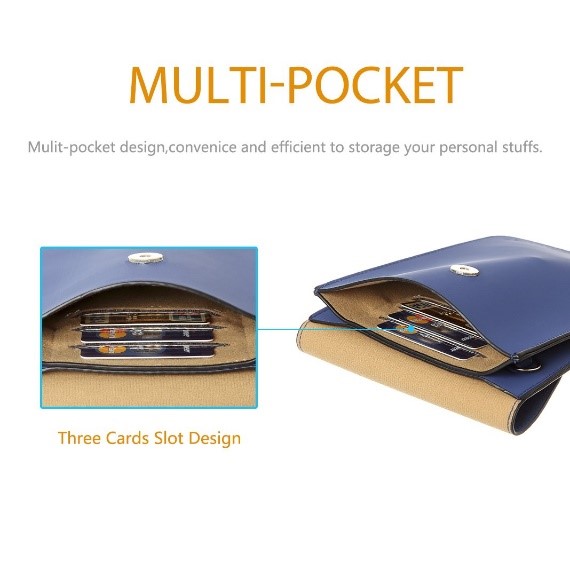 MULTI-POCKET
Mulit-pocket design,convenice and efficient to storage your personal stuffs.
Three Cards Slot Design